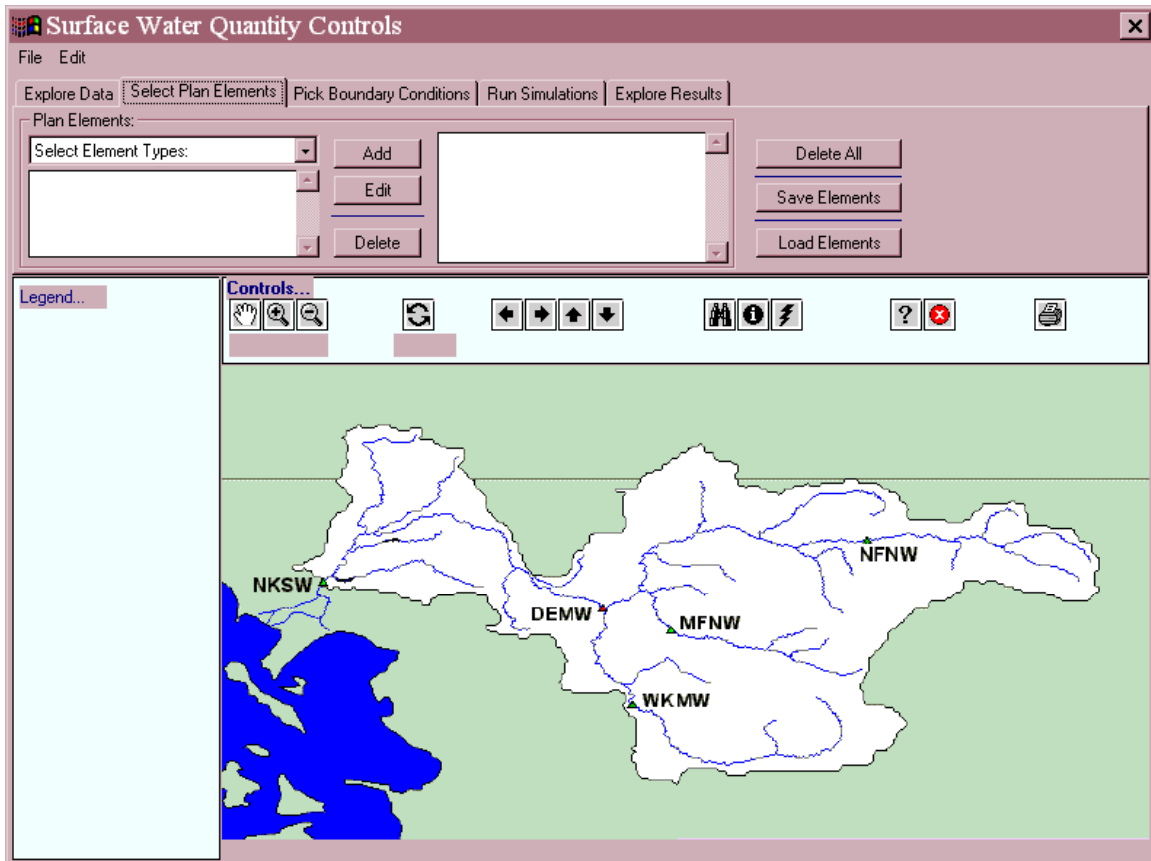 Surface Water Quantity Controls
File Edit
Explore Data Select Plan Elements Pick Boundary Conditions Run Simulations Explore Results
Plan Elements:
Select Element Types:
Add
Delete All
Edit
Save Elements
Delete
Load Elements
Legend...
Controls...
?
NFNW
NKSW
DEMW
MFNW
WKMW